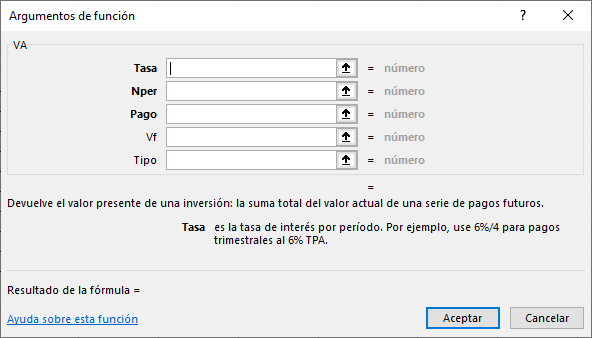 Argumentos de función ? ×
VA
Tasa = número
Nper = número
Pago = número
Vf = número
Tipo = número
=
Devuelve el valor presente de una inversión: la suma total del valor actual de una serie de pagos futuros.
Tasa es la tasa de interés por período. Por ejemplo, use 6%/4 para pagos
trimestrales al 6% TPA.
Resultado de la fórmula =
Ayuda sobre esta función Aceptar Cancelar